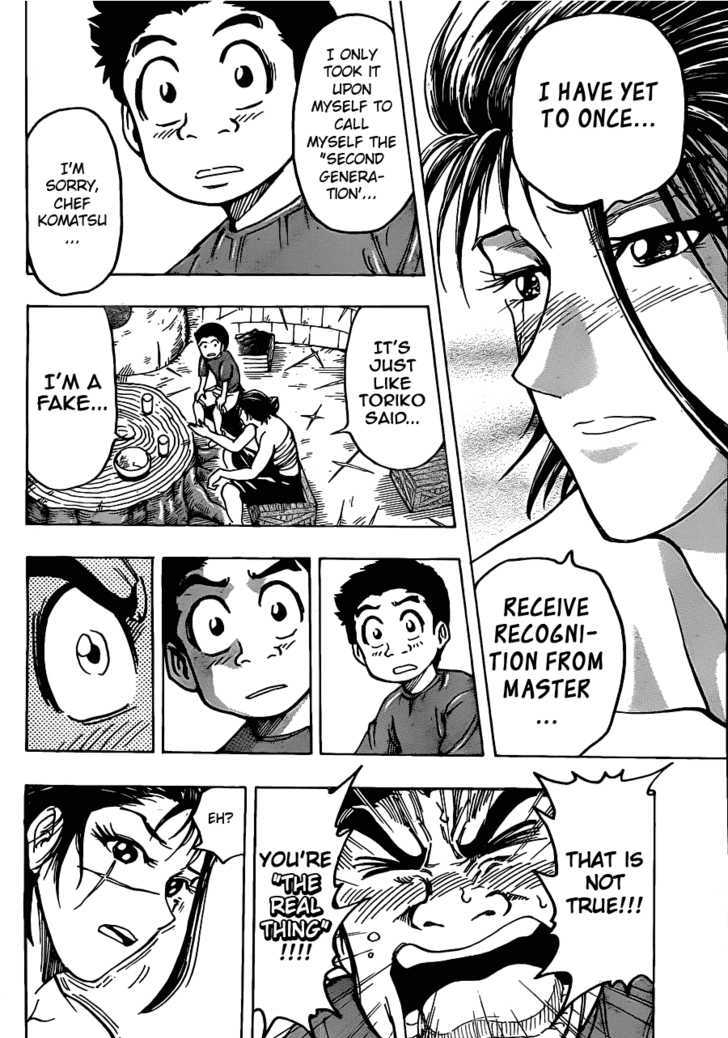 I HAVE YET
TO ONCE...
RECEIVE
RECOGNI-
TION FROM
MASTER
...
I ONLY
TOOK IT
UPON
MYSELF TO
CALL
MYSELF THE
"SECOND
GENERA-
TION'...
I'M
SORRY,
CHEF
KOMATSU
...
IT'S
JUST
LIKE
TORIKO
SAID...
I'M A
FAKE...
THAT IS
NOT
TRUE!!!
YOU'RE
"THE
REAL
THING"
!!!!
EH?